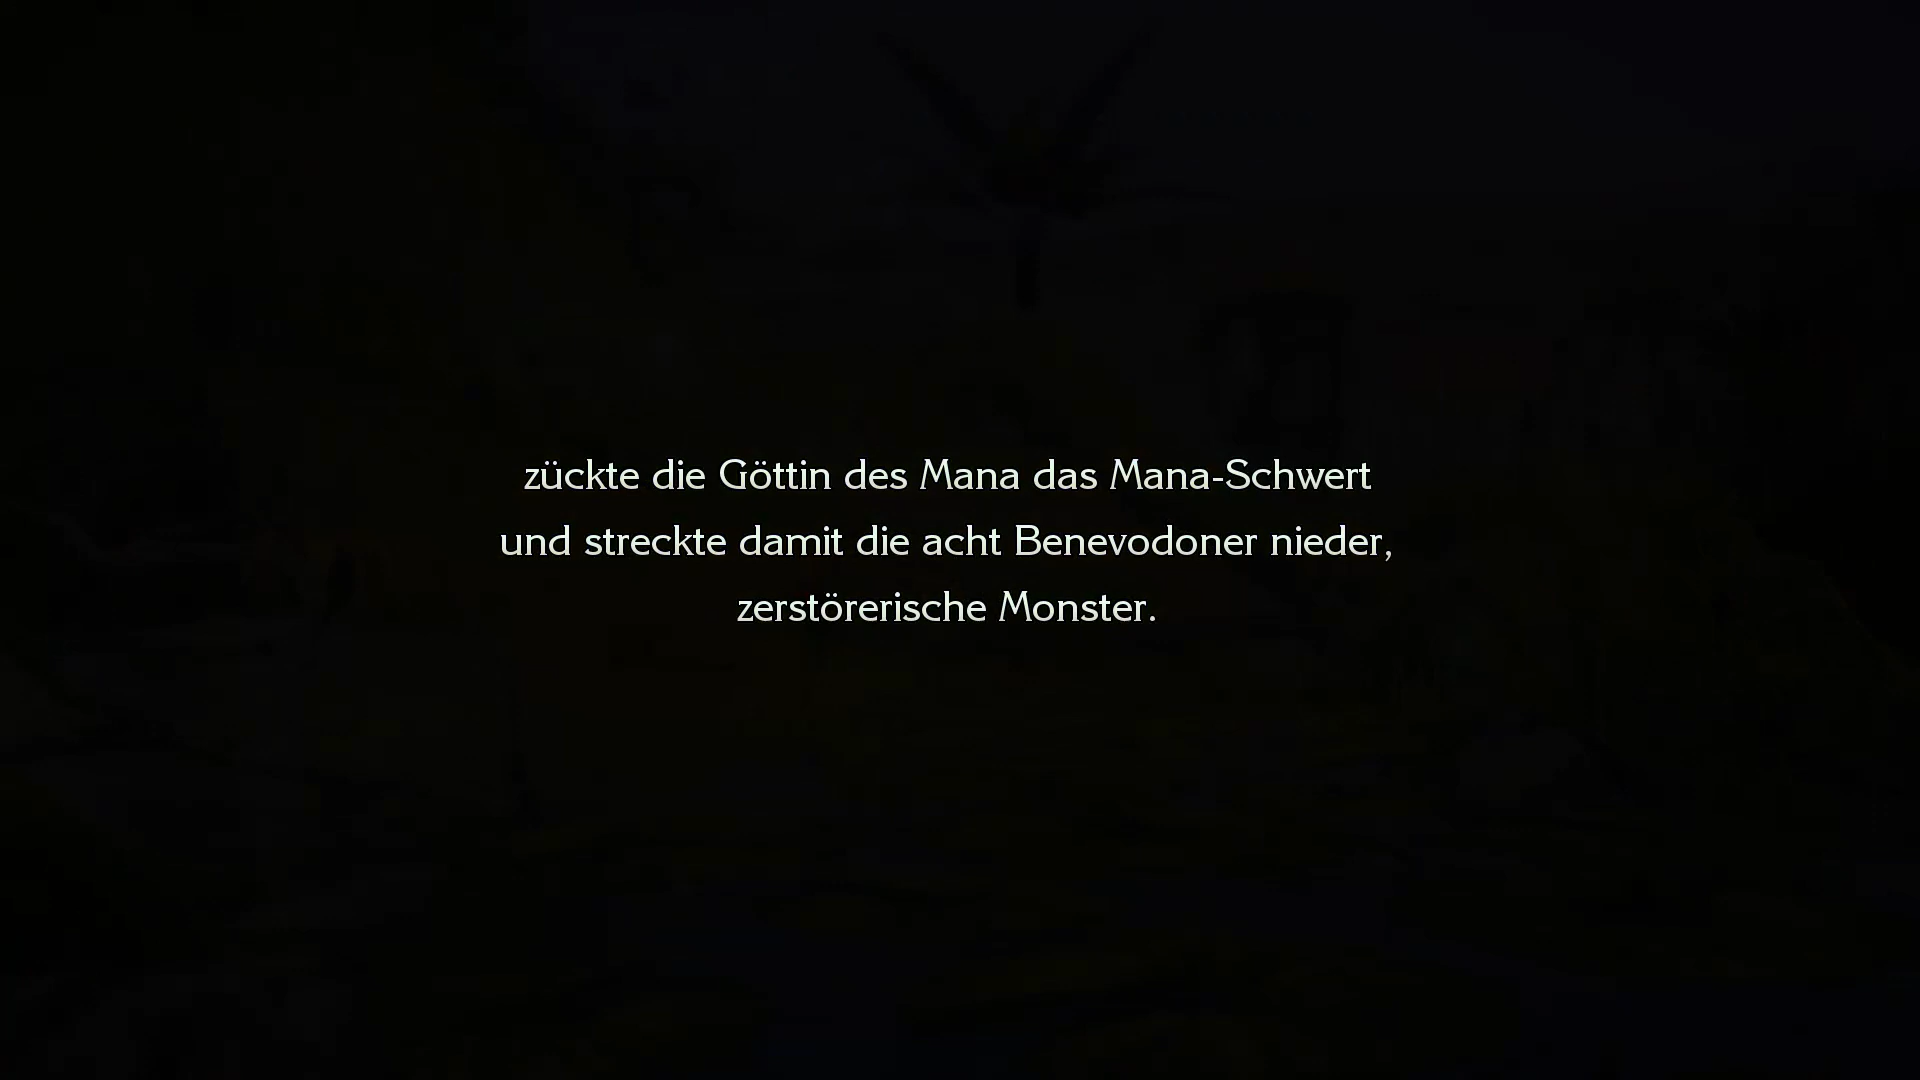 zückte die Göttin des Mana das Mana-Schwert
und streckte damit die acht Benevodoner nieder,
zerstörerische Monster.